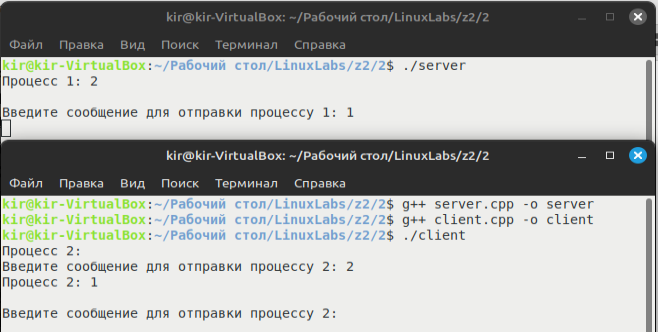 kir@kir-VirtualBox: ~/Рабочий стол/LinuxLabs/z2/2
Файл Правка Вид Поиск Терминал Справка
kir@kir-VirtualBox:~/Рабочий стол/LinuxLabs/z2/2$ ./server
Процесс 1: 2
Введите сообщение для отправки процессу 1: 1
kir@kir-VirtualBox: ~/Рабочий стол/LinuxLabs/z2/2
Файл Правка Вид Поиск Терминал Справка
kir@kir-VirtualBox:~/Рабочий стол/LinuxLabs/z2/2$ g++ server.cpp -o server
kir@kir-VirtualBox:~/Рабочий стол/LinuxLabs/z2/2$ g++ client.cpp -o client
kir@kir-VirtualBox:~/Рабочий стол/LinuxLabs/z2/2$ ./client
Процесс 2:
Введите сообщение для отправки процессу 2: 2
Процесс 2: 1
Введите сообщение для отправки процессу 2: